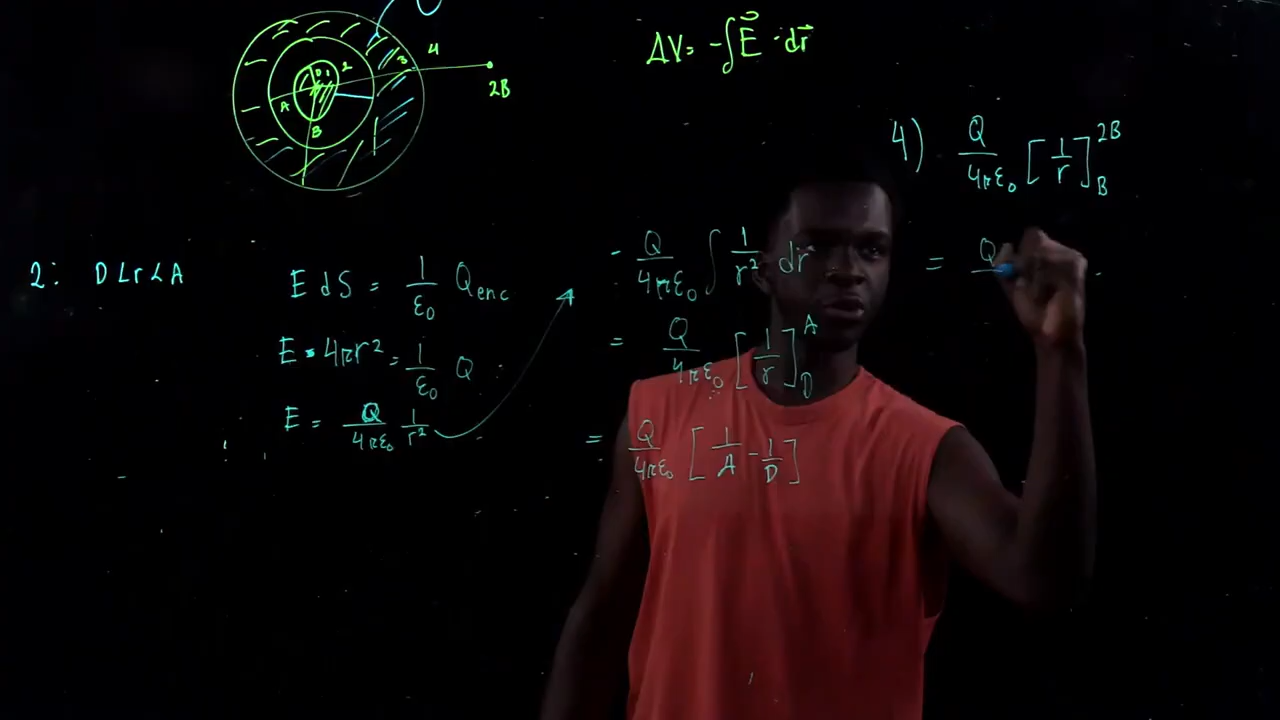 D 1 2 3 4
A
B
2B
ΔV = -∫E⃗ · dr⃗
4) Q/4πε₀ [1/r]_B^2B
= Q
2: D<r<A
E dS = 1/ε₀ Qenc
E • 4πr² = 1/ε₀ Q
E = Q/4πε₀ 1/r²
- Q/4πε₀ ∫ 1/r² dr
= Q/4πε₀ [1/r]_D^A
= Q/4πε₀ [1/A - 1/D]